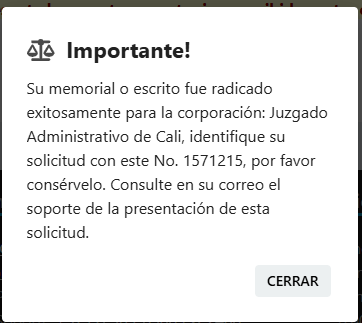 Importante!
Su memorial o escrito fue radicado
exitosamente para la corporación: Juzgado
Administrativo de Cali, identifique su
solicitud con este No. 1571215, por favor
consérvelo. Consulte en su correo el
soporte de la presentación de esta
solicitud.
CERRAR